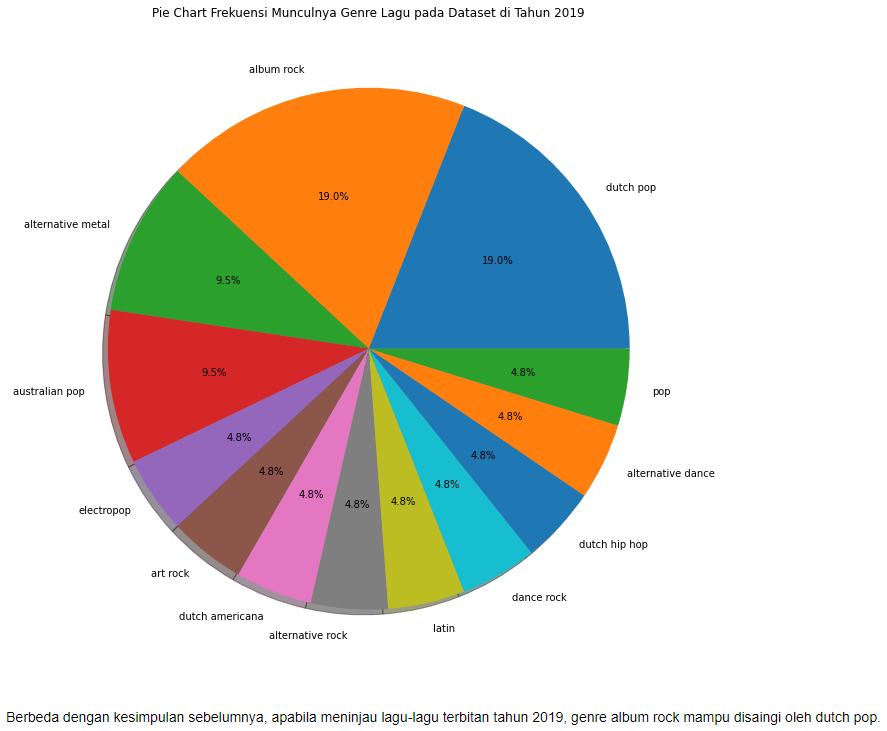 Pie Chart Frekuensi Munculnya Genre Lagu pada Dataset di Tahun 2019
album rock
dutch pop
19.0%
alternative metal
19.0%
9.5%
9.5%
4.8%
australian pop
pop
4.8%
4.8%
4.8%
4.8%
alternative dance
4.8%
4.8%
4.8%
4.8%
electropop
dutch hip hop
art rock
dance rock
dutch americana
latin
alternative rock
Berbeda dengan kesimpulan sebelumnya, apabila meninjau lagu-lagu terbitan tahun 2019, genre album rock mampu disaingi oleh dutch pop.